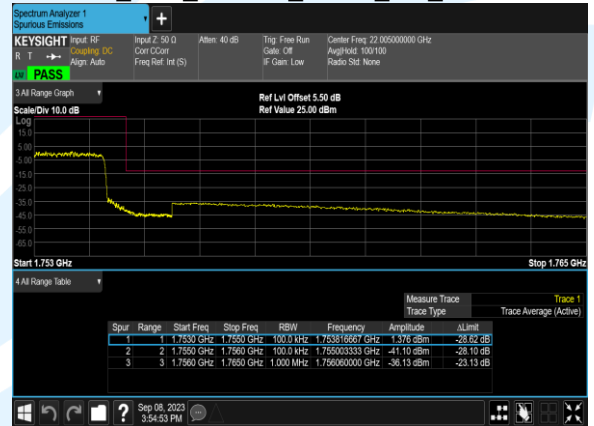 Spectrum Analyzer 1
Spurious Emissions
KEYSIGHT Input: RF Input Z: 50 Ω Atten: 40 dB Trig: Free Run Center Freq: 22.005000000 GHz
R T Coupling: DC Corr CCorr Gate: Off Avg|Hold: 100/100
Align: Auto Freq Ref: Int (S) IF Gain: Low Radio Std: None
PASS
3 All Range Graph
Ref Lvl Offset 5.50 dB
Scale/Div 10.0 dB Ref Value 25.00 dBm
Log
15.0
5.00
-5.00
-15.0
-25.0
-35.0
-45.0
-55.0
-65.0
Start 1.753 GHz Stop 1.765 GHz
4 All Range Table
Measure Trace Trace 1
Trace Type Trace Average (Active)
Spur Range Start Freq Stop Freq RBW Frequency Amplitude ΔLimit
1 1 1.7530 GHz 1.7550 GHz 100.0 kHz 1.753816667 GHz 1.376 dBm -28.62 dB
2 2 1.7550 GHz 1.7560 GHz 100.0 kHz 1.755003333 GHz -41.10 dBm -28.10 dB
3 3 1.7560 GHz 1.7650 GHz 1.000 MHz 1.756060000 GHz -36.13 dBm -23.13 dB
Sep 08, 2023
3:54:53 PM